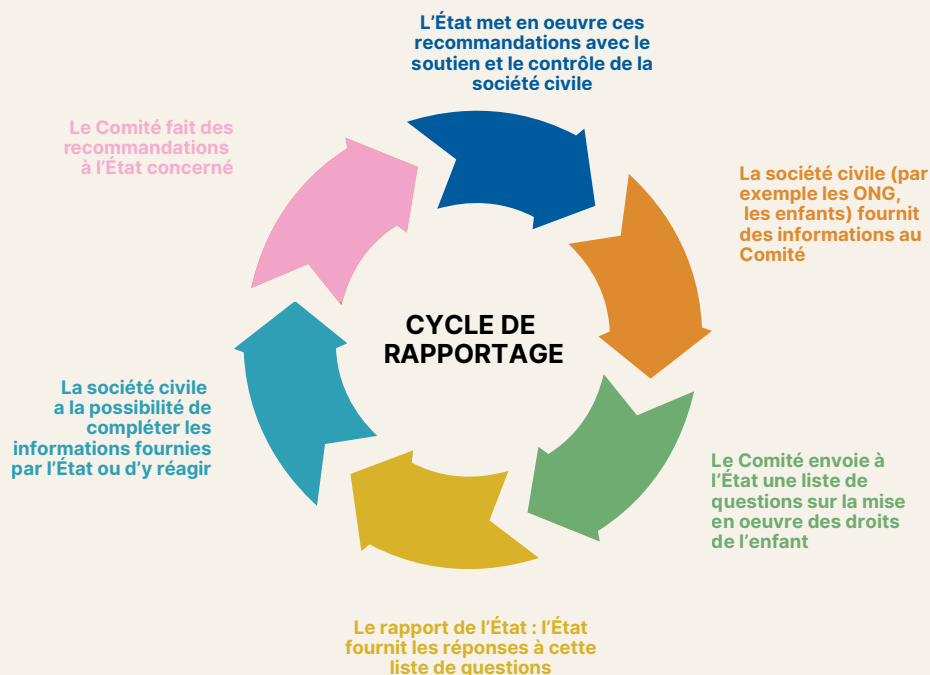 L'État met en oeuvre ces
recommandations avec le
soutien et le contrôle de la
société civile
Le Comité fait des
recommandations
à l'État concerné
La société civile (par
exemple les ONG,
les enfants) fournit
des informations au
Comité
CYCLE DE
RAPPORTAGE
La société civile
a la possibilité de
compléter les
informations fournies
par l'État ou d'y réagir
Le Comité envoie à
l'État une liste de
questions sur la mise
en oeuvre des droits
de l'enfant
Le rapport de l'État : l'État
fournit les réponses à cette
liste de questions